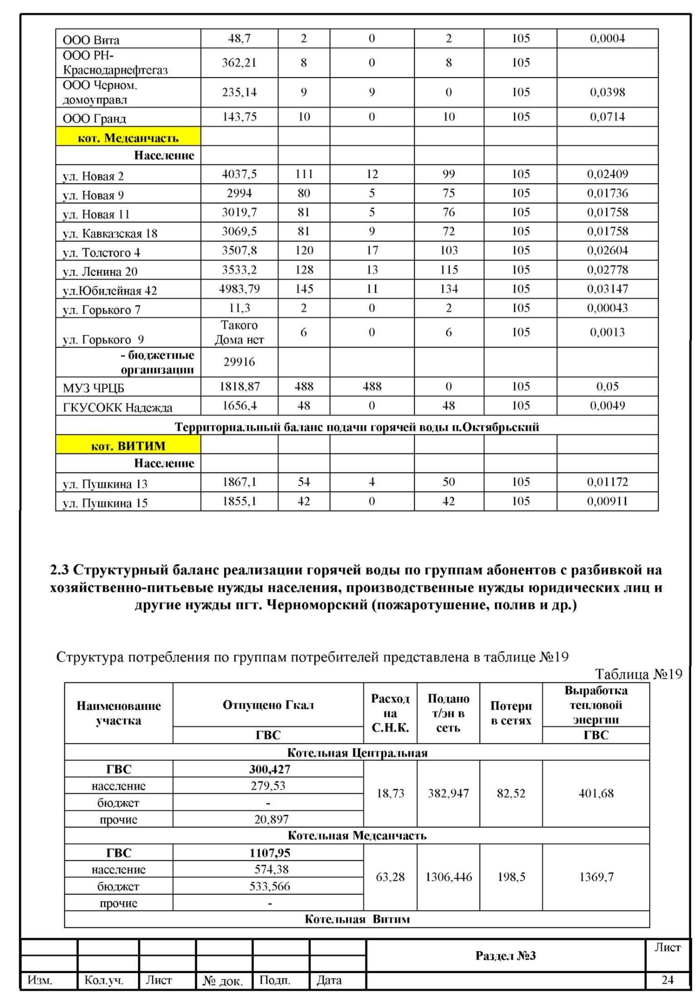 ООО Вита 48,7 2 0 2 105 0,0004
ООО РН-
Краснодарнефтегаз 362,21 8 0 8 105
ООО Черном.
домоуправл 235,14 9 9 0 105 0,0398
ООО Гранд 143,75 10 0 10 105 0,0714
кот. Медсанчасть
Население
ул. Новая 2 4037,5 111 12 99 105 0,02409
ул. Новая 9 2994 80 5 75 105 0,01736
ул. Новая 11 3019,7 81 5 76 105 0,01758
ул. Кавказская 18 3069,5 81 9 72 105 0,01758
ул. Толстого 4 3507,8 120 17 103 105 0,02604
ул. Ленина 20 3533,2 128 13 115 105 0,02778
ул.Юбилейная 42 4983,79 145 11 134 105 0,03147
ул. Горького 7 11,3 2 0 2 105 0,00043
ул. Горького 9 Такого
Дома нет 6 0 6 105 0,0013
- бюджетные
организации 29916
МУЗ ЧРЦБ 1818,87 488 488 0 105 0,05
ГКУСОКК Надежда 1656,4 48 0 48 105 0,0049
Территориальный баланс подачи горячей воды п.Октябрьский
кот. ВИТИМ
Население
ул. Пушкина 13 1867,1 54 4 50 105 0,01172
ул. Пушкина 15 1855,1 42 0 42 105 0,00911
2.3 Структурный баланс реализации горячей воды по группам абонентов с разбивкой на
хозяйственно-питьевые нужды населения, производственные нужды юридических лиц и
другие нужды пгт. Черноморский (пожаротушение, полив и др.)
Структура потребления по группам потребителей представлена в таблице №19
Таблица №19
Наименование
участка
Отпущено Гкал
ГВС
Расход
на
С.Н.К.
Подано
т/эн в
сеть
Потери
в сетях
Выработка
тепловой
энергии
ГВС
Котельная Центральная
ГВС 300,427
население 279,53
бюджет -
прочие 20,897
18,73 382,947 82,52 401,68
Котельная Медсанчасть
ГВС 1107,95
население 574,38
бюджет 533,566
прочие -
63,28 1306,446 198,5 1369,7
Котельная Витим
Раздел №3
Лист
Изм. Кол.уч. Лист № док. Подп. Дата 24